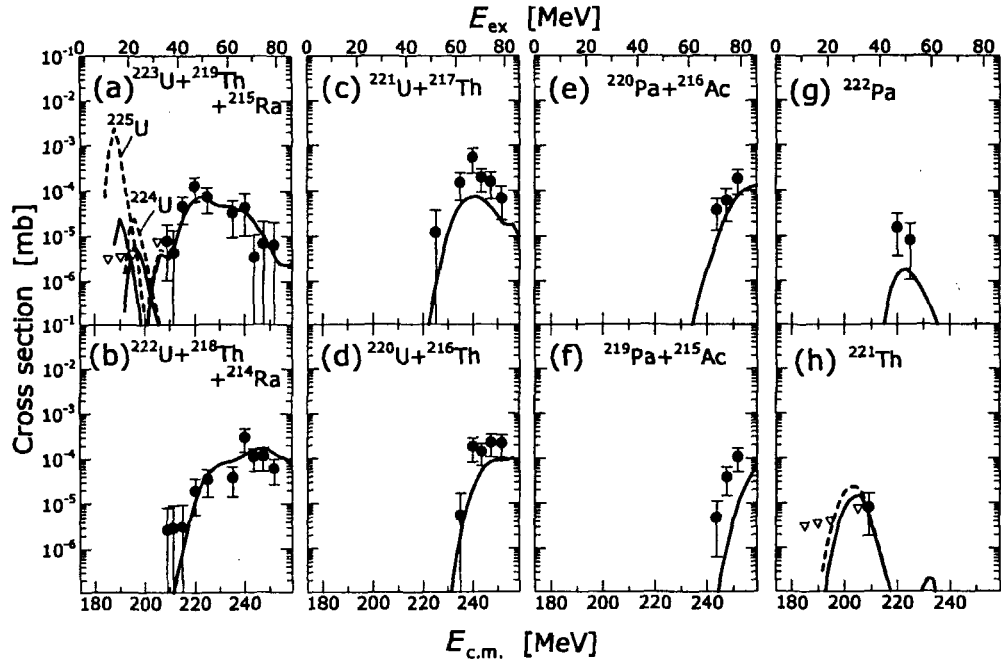 E_ex [MeV]
0 20 40 60 80 0 20 40 60 80 0 20 40 60 80 0 20 40 60 80
10⁻¹
10⁻²
10⁻³
10⁻⁴
10⁻⁵
10⁻⁶
10⁻¹
(a) ²²³U+²¹⁹Th
+²¹⁵Ra
²²⁵U
²²⁴U
(c) ²²¹U+²¹⁷Th
(e) ²²⁰Pa+²¹⁶Ac
(g) ²²²Pa
Cross section [mb]
10⁻²
10⁻³
10⁻⁴
10⁻⁵
10⁻⁶
(b) ²²²U+²¹⁸Th
+²¹⁴Ra
(d) ²²⁰U+²¹⁶Th
(f) ²¹⁹Pa+²¹⁵Ac
(h) ²²¹Th
180 200 220 240 180 200 220 240 180 200 220 240 180 200 220 240
E_c.m. [MeV]